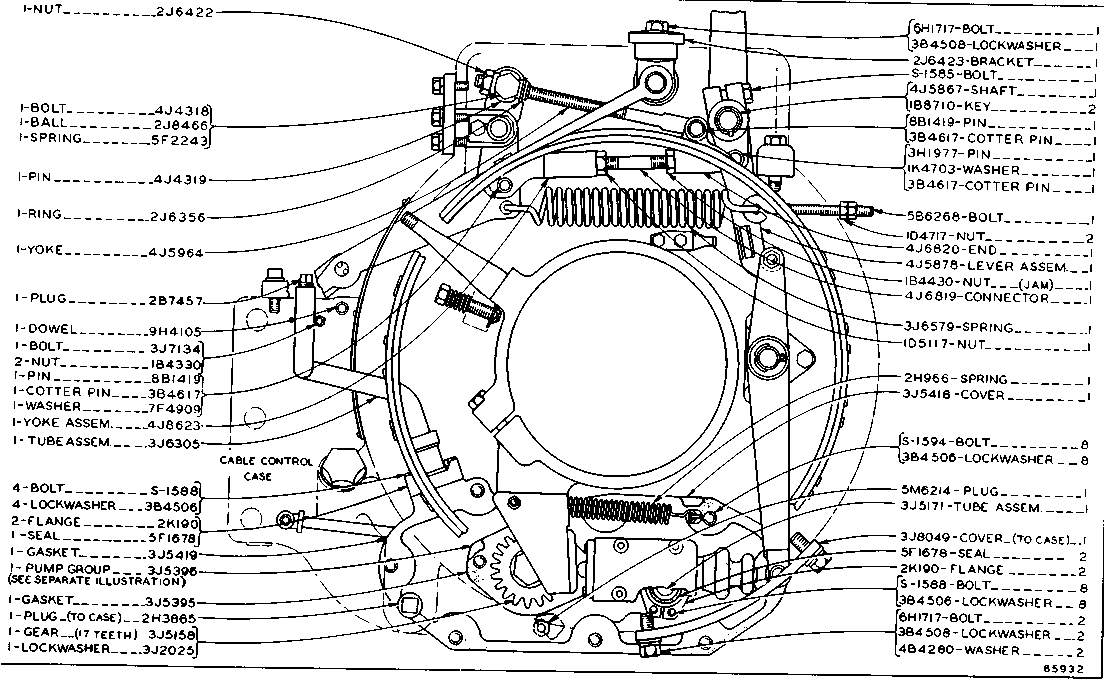 1-NUT 2J6422
1-BOLT 4J4318
1-BALL 2J8466
1-SPRING 5F2243
1-PIN 4J4319
1-RING 2J6356
1-YOKE 4J5964
1-PLUG 2B7457
1-DOWEL 9H4105
1-BOLT 3J7134
2-NUT 1B4330
1-PIN 8B1419
1-COTTER PIN 3B4617
1-WASHER 7F4909
1-YOKE ASSEM. 4J8623
1-TUBE ASSEM. 3J6305
CABLE CONTROL
CASE
4-BOLT S-1588
4-LOCKWASHER 3B4506
2-FLANGE 2K190
1-SEAL 5F1678
1-GASKET 3J5419
1-PUMP GROUP 3J5396
(SEE SEPARATE ILLUSTRATION)
1-GASKET 3J5395
1-PLUG (TO CASE) 2H3865
1-GEAR (17 TEETH) 3J5158
1-LOCKWASHER 3J2025
6H1717-BOLT 1
3B4508-LOCKWASHER 1
2J6423-BRACKET 1
S-1585-BOLT 1
4J5867-SHAFT 1
1B8710-KEY 2
8B1419-PIN 1
3B4617-COTTER PIN 1
3H1977-PIN 1
1K4703-WASHER 1
3B4617-COTTER PIN 1
5B6268-BOLT 1
1D4717-NUT 2
4J6820-END 1
4J5878-LEVER ASSEM. 1
1B4430-NUT (JAM) 1
4J6819-CONNECTOR 1
3J6579-SPRING 1
1D5117-NUT 1
2H966-SPRING 1
3J5416-COVER 1
S-1594-BOLT 8
3B4506-LOCKWASHER 8
5M6214-PLUG 1
3J5171-TUBE ASSEM. 1
3J8049-COVER (TO CASE) 1
5F1678-SEAL 2
2K190-FLANGE 2
S-1588-BOLT 8
3B4506-LOCKWASHER 8
6H1717-BOLT 2
3B4508-LOCKWASHER 2
4B4280-WASHER 2
65932